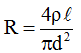 R = 4ρℓ / πd²